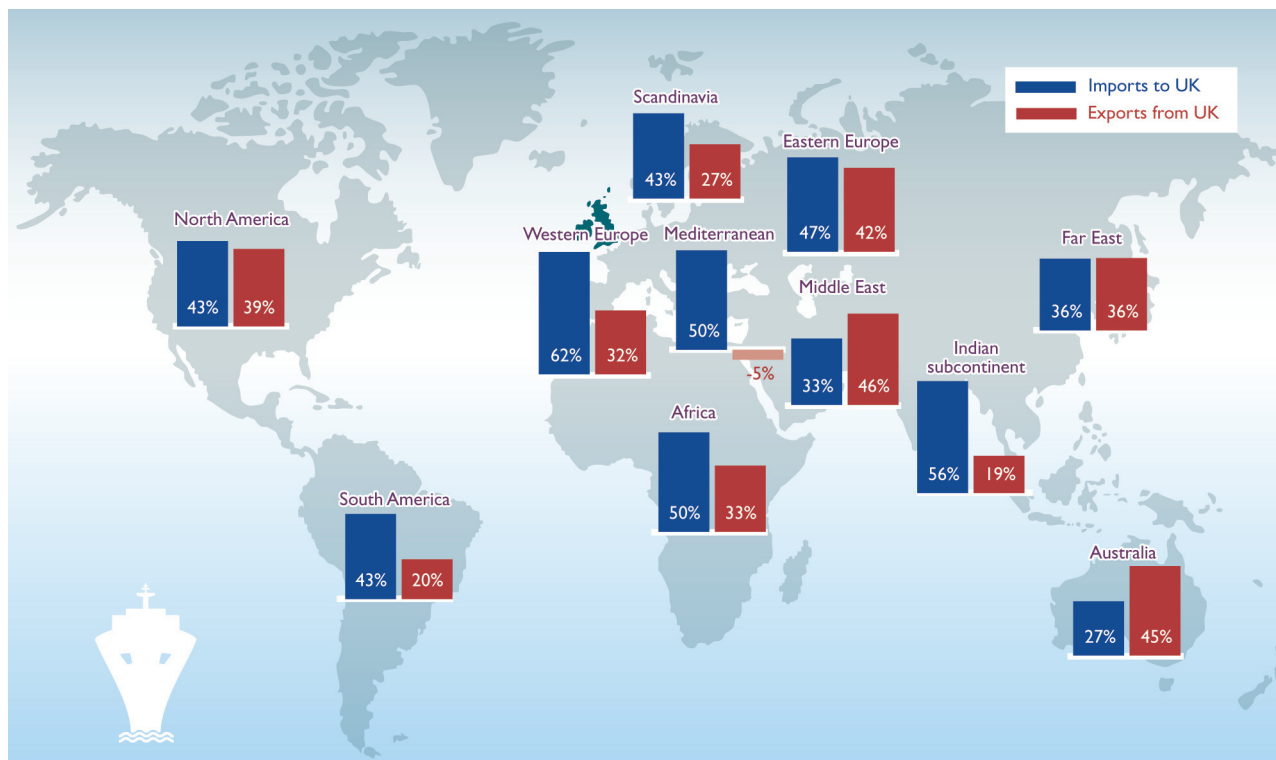 Imports to UK
Exports from UK
Scandinavia
43%
27%
Eastern Europe
47%
42%
North America
43%
39%
Western Europe
62%
32%
Mediterranean
50%
-5%
Middle East
33%
46%
Far East
36%
36%
Indian
subcontinent
56%
19%
Africa
50%
33%
South America
43%
20%
Australia
27%
45%